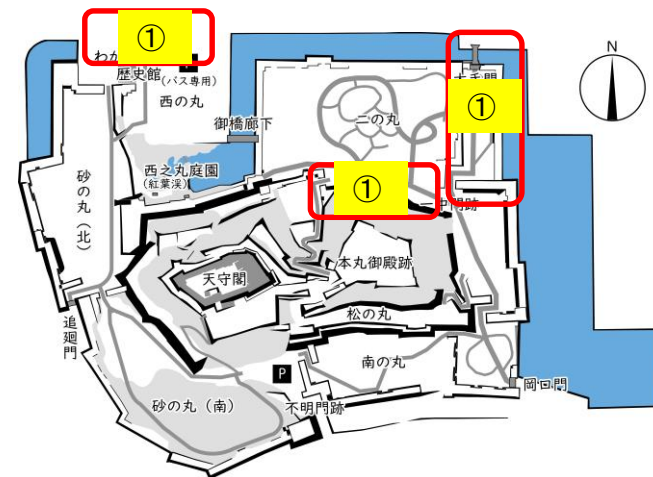 ①
N
わか
歴史館
(バス専用)
西の丸
大手門
①
御橋廊下
二の丸
西之丸庭園
(紅葉渓)
①
一中門跡
砂の丸(北)
天守閣
本丸御殿跡
松の丸
追廻門
P
南の丸
岡口門
砂の丸(南)
不明門跡